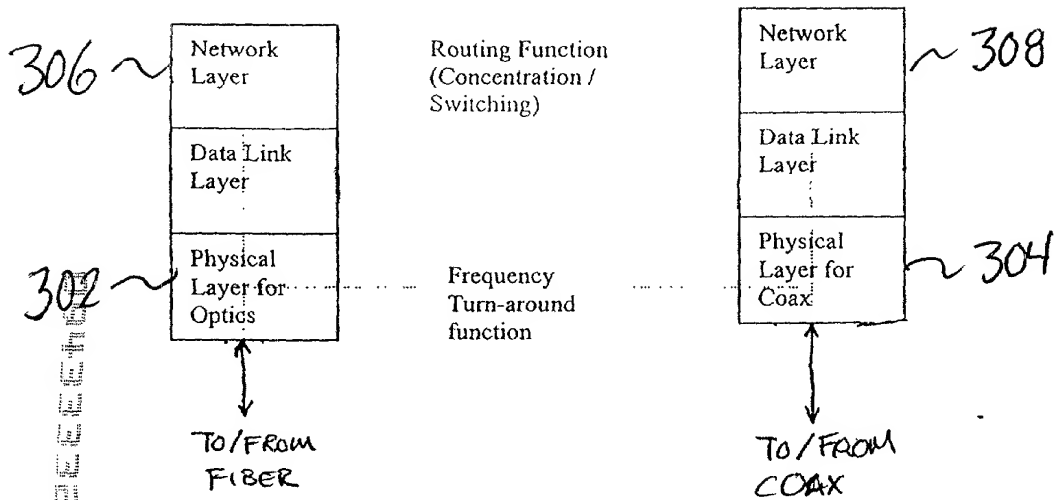 306
Network
Layer
Routing Function
(Concentration /
Switching)
Network
Layer
308
Data Link
Layer
Data Link
Layer
302
Physical
Layer for
Optics
Frequency
Turn-around
function
Physical
Layer for
Coax
304
TO/FROM
FIBER
TO/FROM
COAX